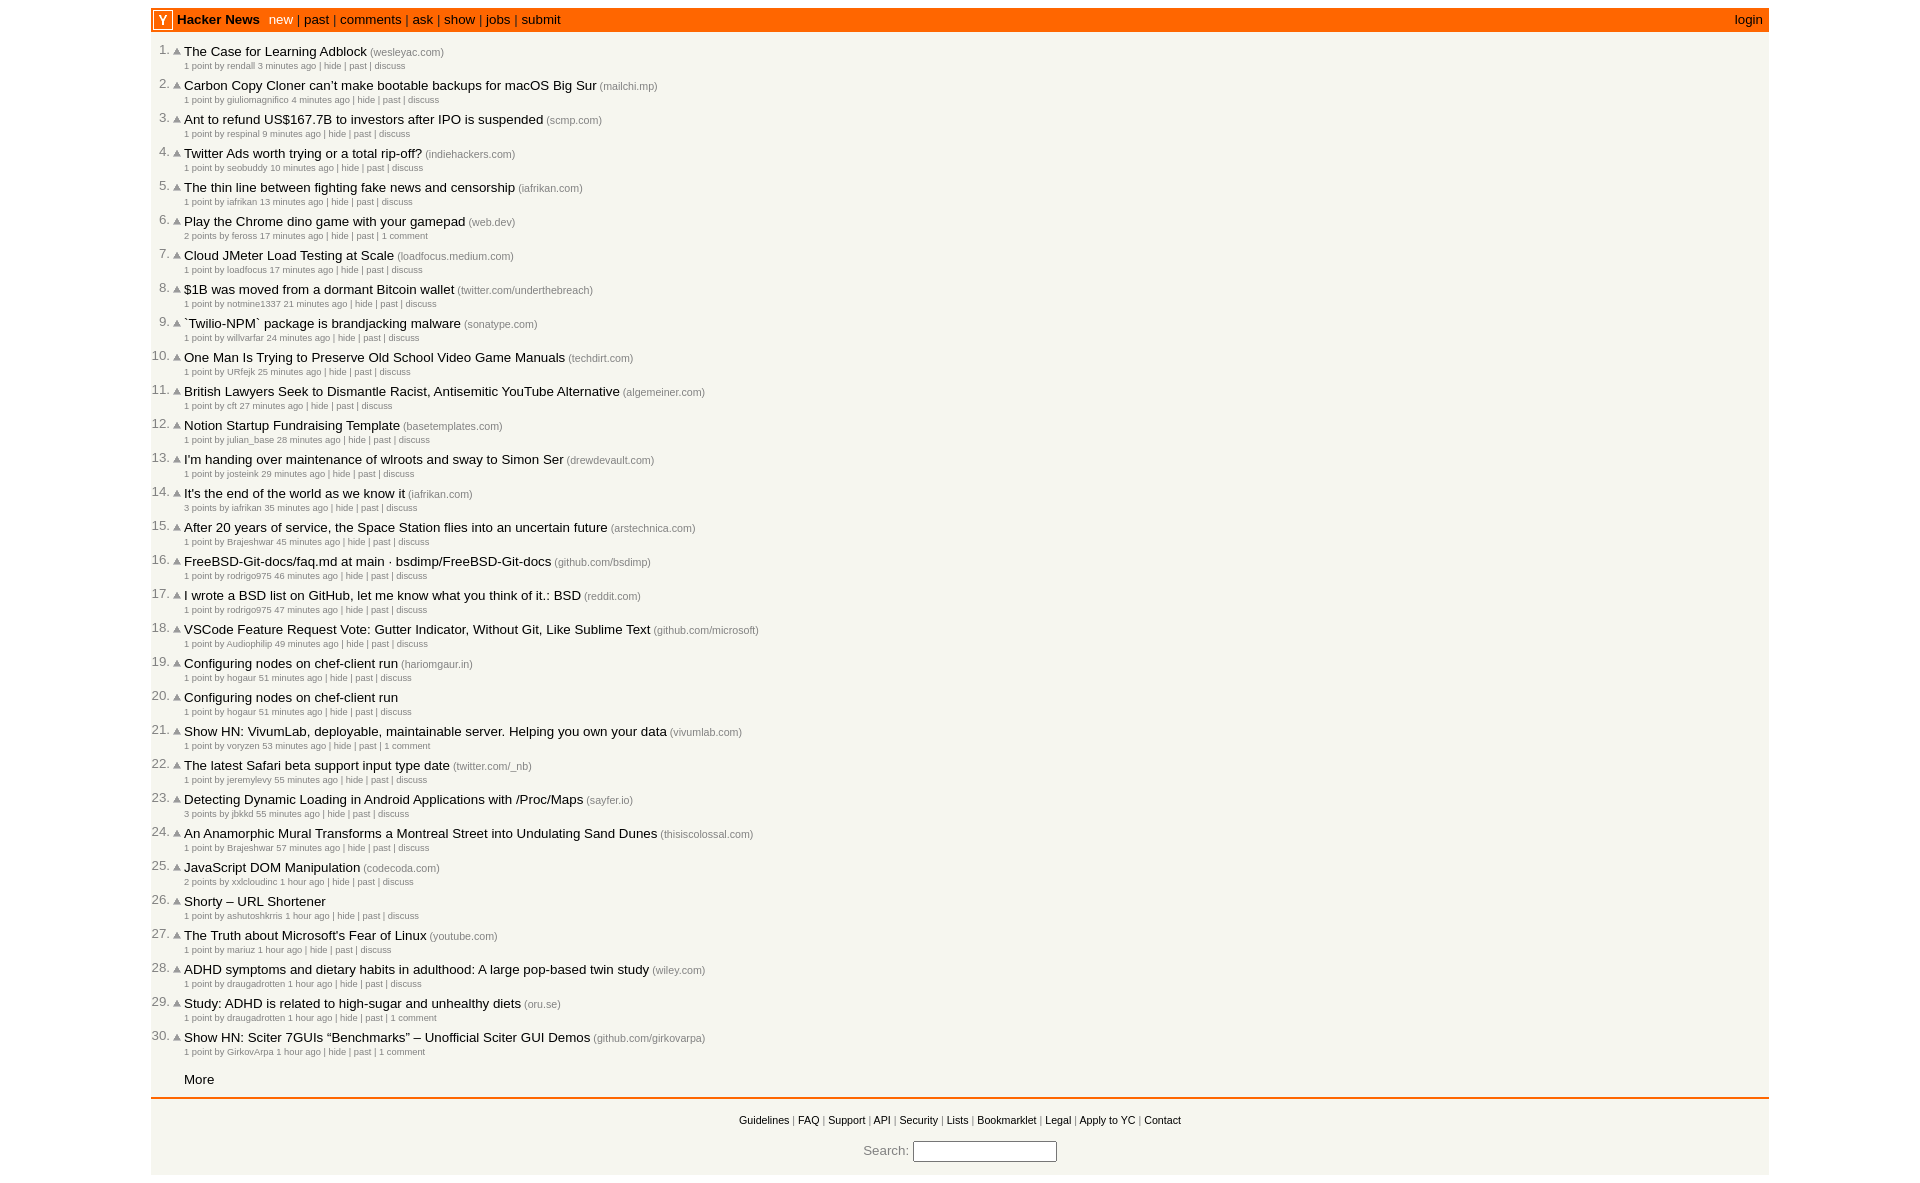 Y Hacker News new | past | comments | ask | show | jobs | submit login
1. The Case for Learning Adblock (wesleyac.com)
1 point by rendall 3 minutes ago | hide | past | discuss
2. Carbon Copy Cloner can’t make bootable backups for macOS Big Sur (mailchi.mp)
1 point by giuliomagnifico 4 minutes ago | hide | past | discuss
3. Ant to refund US$167.7B to investors after IPO is suspended (scmp.com)
1 point by respinal 9 minutes ago | hide | past | discuss
4. Twitter Ads worth trying or a total rip-off? (indiehackers.com)
1 point by seobuddy 10 minutes ago | hide | past | discuss
5. The thin line between fighting fake news and censorship (iafrikan.com)
1 point by iafrikan 13 minutes ago | hide | past | discuss
6. Play the Chrome dino game with your gamepad (web.dev)
2 points by feross 17 minutes ago | hide | past | 1 comment
7. Cloud JMeter Load Testing at Scale (loadfocus.medium.com)
1 point by loadfocus 17 minutes ago | hide | past | discuss
8. $1B was moved from a dormant Bitcoin wallet (twitter.com/underthebreach)
1 point by notmine1337 21 minutes ago | hide | past | discuss
9. `Twilio-NPM` package is brandjacking malware (sonatype.com)
1 point by willvarfar 24 minutes ago | hide | past | discuss
10. One Man Is Trying to Preserve Old School Video Game Manuals (techdirt.com)
1 point by URfejk 25 minutes ago | hide | past | discuss
11. British Lawyers Seek to Dismantle Racist, Antisemitic YouTube Alternative (algemeiner.com)
1 point by cft 27 minutes ago | hide | past | discuss
12. Notion Startup Fundraising Template (basetemplates.com)
1 point by julian_base 28 minutes ago | hide | past | discuss
13. I'm handing over maintenance of wlroots and sway to Simon Ser (drewdevault.com)
1 point by josteink 29 minutes ago | hide | past | discuss
14. It's the end of the world as we know it (iafrikan.com)
3 points by iafrikan 35 minutes ago | hide | past | discuss
15. After 20 years of service, the Space Station flies into an uncertain future (arstechnica.com)
1 point by Brajeshwar 45 minutes ago | hide | past | discuss
16. FreeBSD-Git-docs/faq.md at main · bsdimp/FreeBSD-Git-docs (github.com/bsdimp)
1 point by rodrigo975 46 minutes ago | hide | past | discuss
17. I wrote a BSD list on GitHub, let me know what you think of it.: BSD (reddit.com)
1 point by rodrigo975 47 minutes ago | hide | past | discuss
18. VSCode Feature Request Vote: Gutter Indicator, Without Git, Like Sublime Text (github.com/microsoft)
1 point by Audiophilip 49 minutes ago | hide | past | discuss
19. Configuring nodes on chef-client run (hariomgaur.in)
1 point by hogaur 51 minutes ago | hide | past | discuss
20. Configuring nodes on chef-client run
1 point by hogaur 51 minutes ago | hide | past | discuss
21. Show HN: VivumLab, deployable, maintainable server. Helping you own your data (vivumlab.com)
1 point by voryzen 53 minutes ago | hide | past | 1 comment
22. The latest Safari beta support input type date (twitter.com/_nb)
1 point by jeremylevy 55 minutes ago | hide | past | discuss
23. Detecting Dynamic Loading in Android Applications with /Proc/Maps (sayfer.io)
3 points by jbkkd 55 minutes ago | hide | past | discuss
24. An Anamorphic Mural Transforms a Montreal Street into Undulating Sand Dunes (thisiscolossal.com)
1 point by Brajeshwar 57 minutes ago | hide | past | discuss
25. JavaScript DOM Manipulation (codecoda.com)
2 points by xxlcloudinc 1 hour ago | hide | past | discuss
26. Shorty – URL Shortener
1 point by ashutoshkrris 1 hour ago | hide | past | discuss
27. The Truth about Microsoft's Fear of Linux (youtube.com)
1 point by mariuz 1 hour ago | hide | past | discuss
28. ADHD symptoms and dietary habits in adulthood: A large pop-based twin study (wiley.com)
1 point by draugadrotten 1 hour ago | hide | past | discuss
29. Study: ADHD is related to high-sugar and unhealthy diets (oru.se)
1 point by draugadrotten 1 hour ago | hide | past | 1 comment
30. Show HN: Sciter 7GUIs “Benchmarks” – Unofficial Sciter GUI Demos (github.com/girkovarpa)
1 point by GirkovArpa 1 hour ago | hide | past | 1 comment
More
Guidelines | FAQ | Support | API | Security | Lists | Bookmarklet | Legal | Apply to YC | Contact
Search: